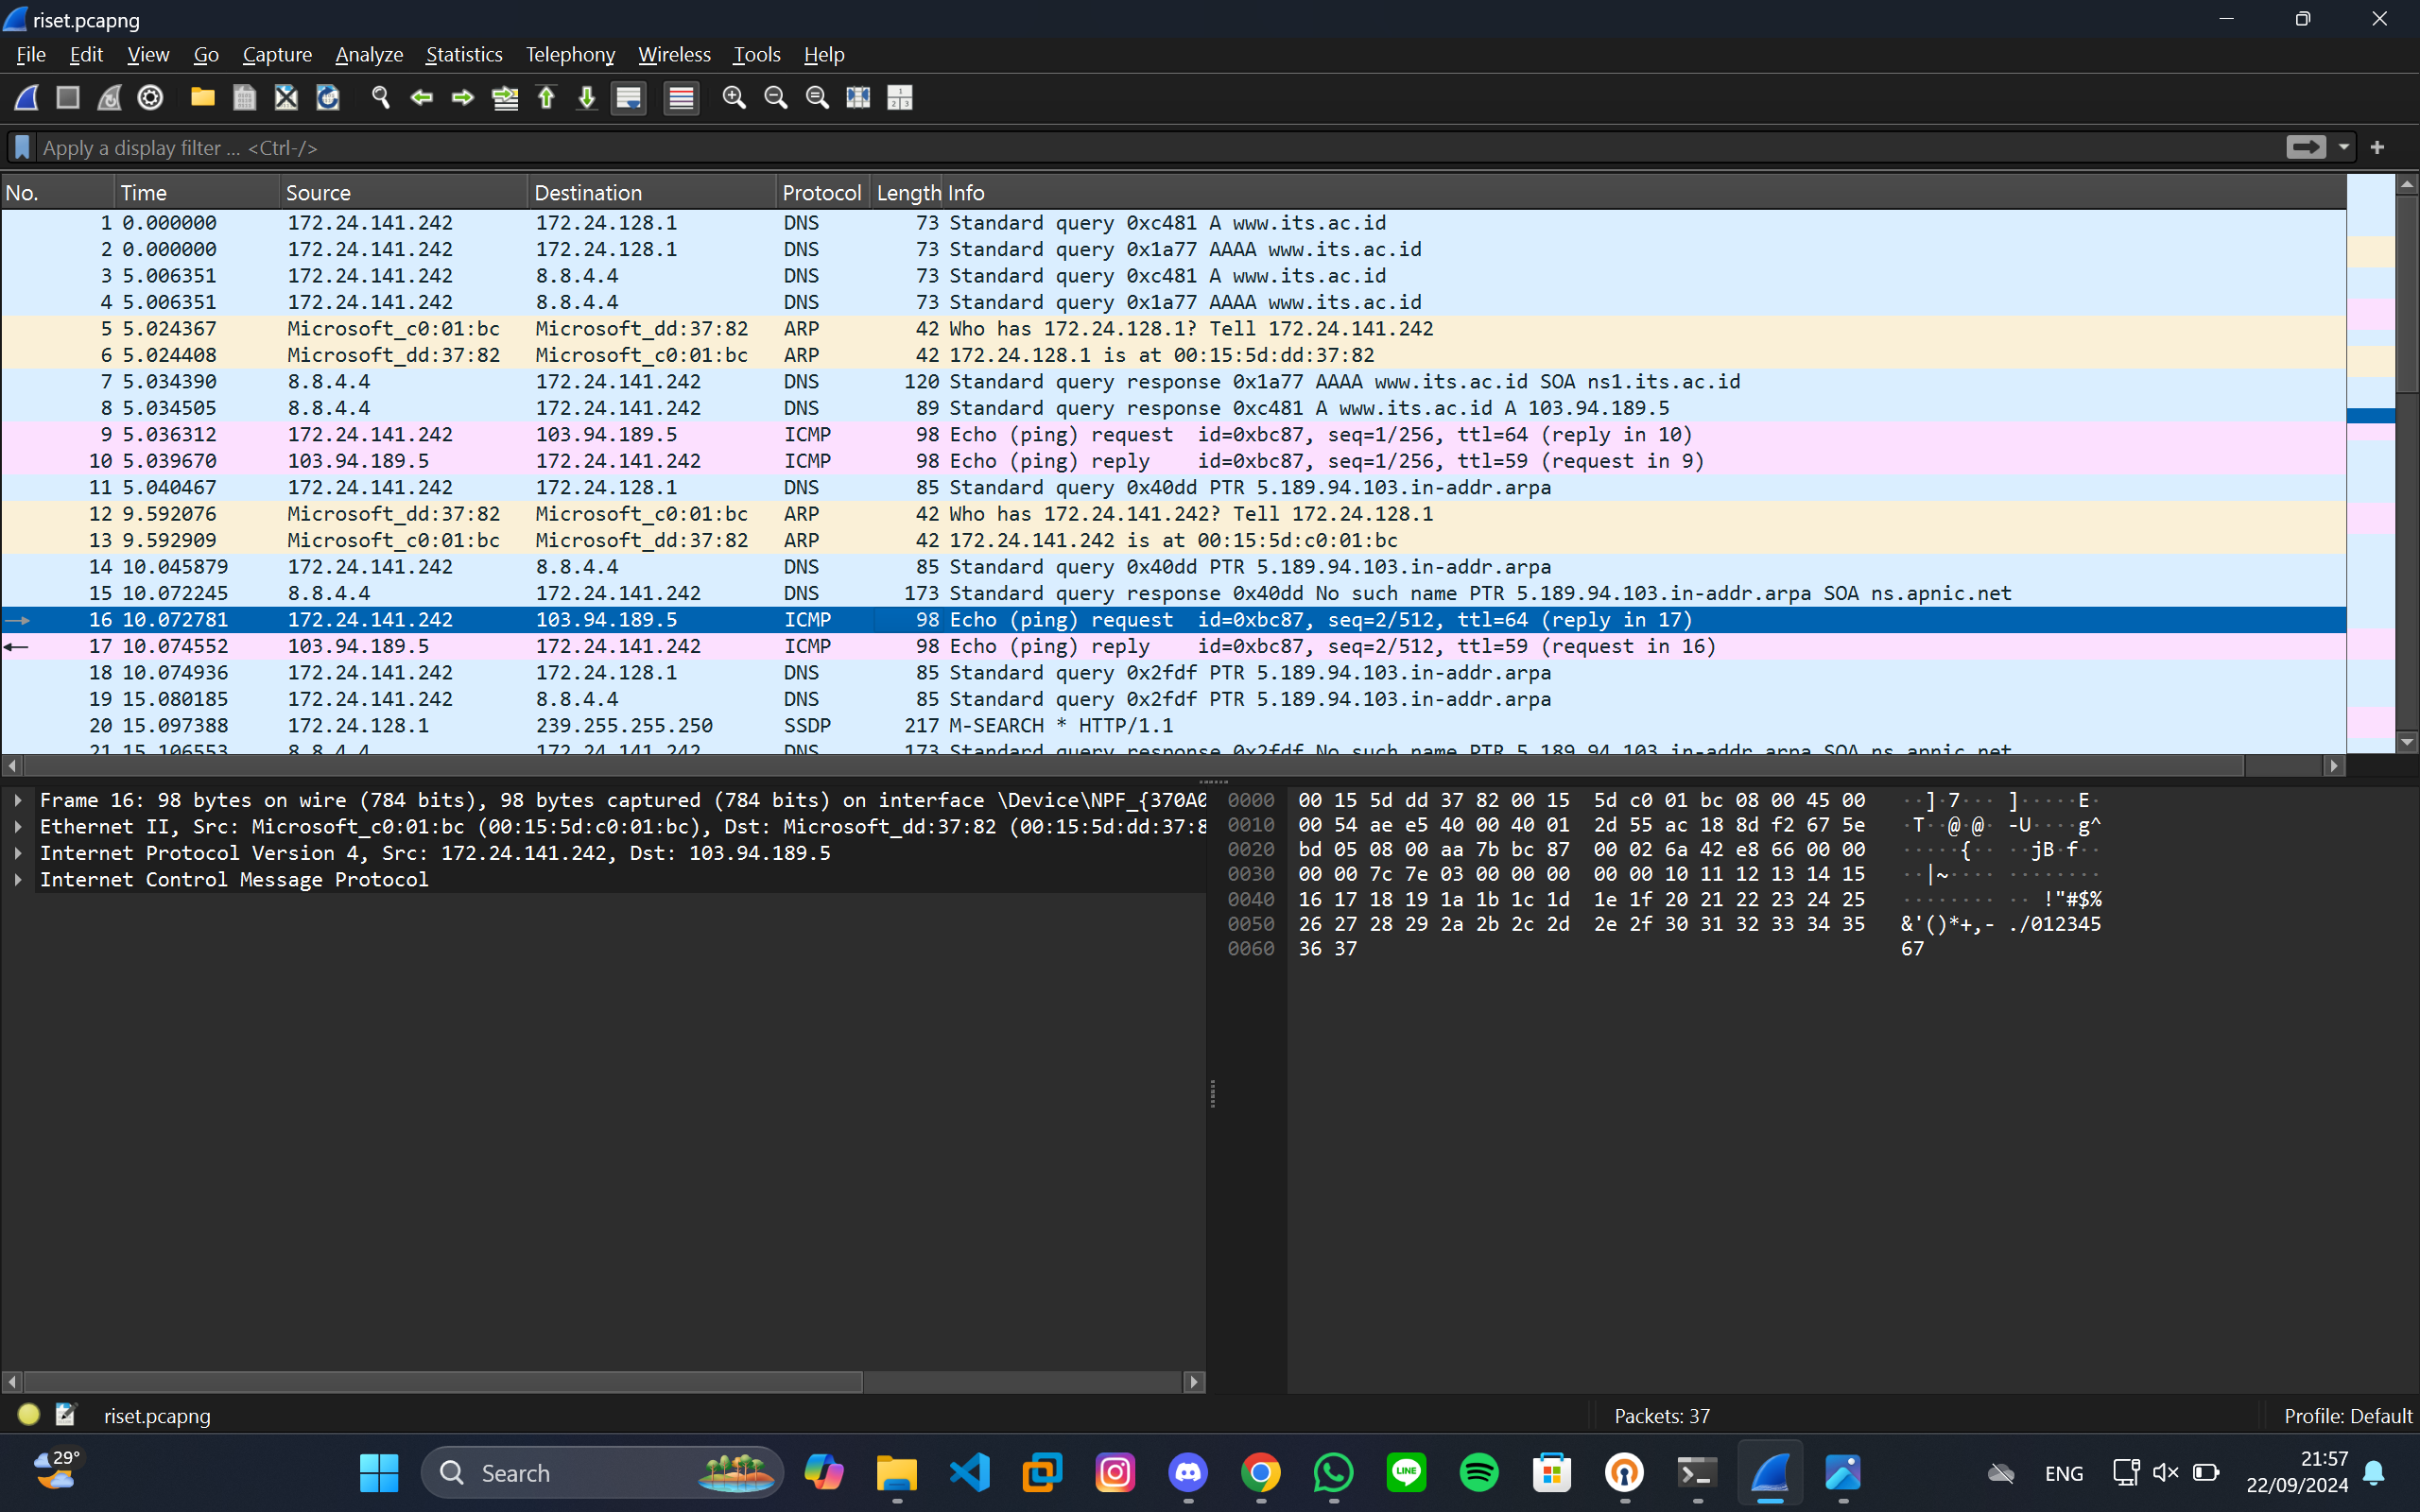 riset.pcapng
File Edit View Go Capture Analyze Statistics Telephony Wireless Tools Help
Apply a display filter ... <Ctrl-/>
No. Time Source Destination Protocol Length Info
1 0.000000 172.24.141.242 172.24.128.1 DNS 73 Standard query 0xc481 A www.its.ac.id
2 0.000000 172.24.141.242 172.24.128.1 DNS 73 Standard query 0x1a77 AAAA www.its.ac.id
3 5.006351 172.24.141.242 8.8.4.4 DNS 73 Standard query 0xc481 A www.its.ac.id
4 5.006351 172.24.141.242 8.8.4.4 DNS 73 Standard query 0x1a77 AAAA www.its.ac.id
5 5.024367 Microsoft_c0:01:bc Microsoft_dd:37:82 ARP 42 Who has 172.24.128.1? Tell 172.24.141.242
6 5.024408 Microsoft_dd:37:82 Microsoft_c0:01:bc ARP 42 172.24.128.1 is at 00:15:5d:dd:37:82
7 5.034390 8.8.4.4 172.24.141.242 DNS 120 Standard query response 0x1a77 AAAA www.its.ac.id SOA ns1.its.ac.id
8 5.034505 8.8.4.4 172.24.141.242 DNS 89 Standard query response 0xc481 A www.its.ac.id A 103.94.189.5
9 5.036312 172.24.141.242 103.94.189.5 ICMP 98 Echo (ping) request id=0xbc87, seq=1/256, ttl=64 (reply in 10)
10 5.039670 103.94.189.5 172.24.141.242 ICMP 98 Echo (ping) reply id=0xbc87, seq=1/256, ttl=59 (request in 9)
11 5.040467 172.24.141.242 172.24.128.1 DNS 85 Standard query 0x40dd PTR 5.189.94.103.in-addr.arpa
12 9.592076 Microsoft_dd:37:82 Microsoft_c0:01:bc ARP 42 Who has 172.24.141.242? Tell 172.24.128.1
13 9.592909 Microsoft_c0:01:bc Microsoft_dd:37:82 ARP 42 172.24.141.242 is at 00:15:5d:c0:01:bc
14 10.045879 172.24.141.242 8.8.4.4 DNS 85 Standard query 0x40dd PTR 5.189.94.103.in-addr.arpa
15 10.072245 8.8.4.4 172.24.141.242 DNS 173 Standard query response 0x40dd No such name PTR 5.189.94.103.in-addr.arpa SOA ns.apnic.net
16 10.072781 172.24.141.242 103.94.189.5 ICMP 98 Echo (ping) request id=0xbc87, seq=2/512, ttl=64 (reply in 17)
17 10.074552 103.94.189.5 172.24.141.242 ICMP 98 Echo (ping) reply id=0xbc87, seq=2/512, ttl=59 (request in 16)
18 10.074936 172.24.141.242 172.24.128.1 DNS 85 Standard query 0x2fdf PTR 5.189.94.103.in-addr.arpa
19 15.080185 172.24.141.242 8.8.4.4 DNS 85 Standard query 0x2fdf PTR 5.189.94.103.in-addr.arpa
20 15.097388 172.24.128.1 239.255.255.250 SSDP 217 M-SEARCH * HTTP/1.1
21 15.106553 8.8.4.4 172.24.141.242 DNS 173 Standard query response 0x2fdf No such name PTR 5.189.94.103.in-addr.arpa SOA ns.apnic.net
Frame 16: 98 bytes on wire (784 bits), 98 bytes captured (784 bits) on interface \Device\NPF_{370A0
Ethernet II, Src: Microsoft_c0:01:bc (00:15:5d:c0:01:bc), Dst: Microsoft_dd:37:82 (00:15:5d:dd:37:8
Internet Protocol Version 4, Src: 172.24.141.242, Dst: 103.94.189.5
Internet Control Message Protocol
0000 00 15 5d dd 37 82 00 15 5d c0 01 bc 08 00 45 00 ··]·7··· ]·····E·
0010 00 54 ae e5 40 00 40 01 2d 55 ac 18 8d f2 67 5e ·T··@·@· -U····g^
0020 bd 05 08 00 aa 7b bc 87 00 02 6a 42 e8 66 00 00 ·····{·· ··jB·f··
0030 00 00 7c 7e 03 00 00 00 00 00 10 11 12 13 14 15 ··|~···· ········
0040 16 17 18 19 1a 1b 1c 1d 1e 1f 20 21 22 23 24 25 ········ ·· !"#$%
0050 26 27 28 29 2a 2b 2c 2d 2e 2f 30 31 32 33 34 35 &'()*+,- ./012345
0060 36 37 67
riset.pcapng Packets: 37 Profile: Default
29°
Search
LINE
ENG
21:57
22/09/2024